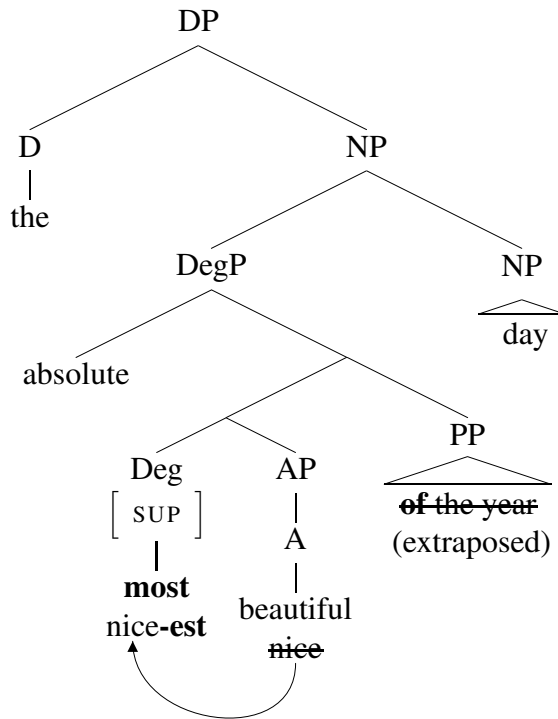 DP
D NP
the
DegP NP
absolute day
Deg AP PP
[ SUP ] of the year
A (extraposed)
most beautiful
nice-est nice